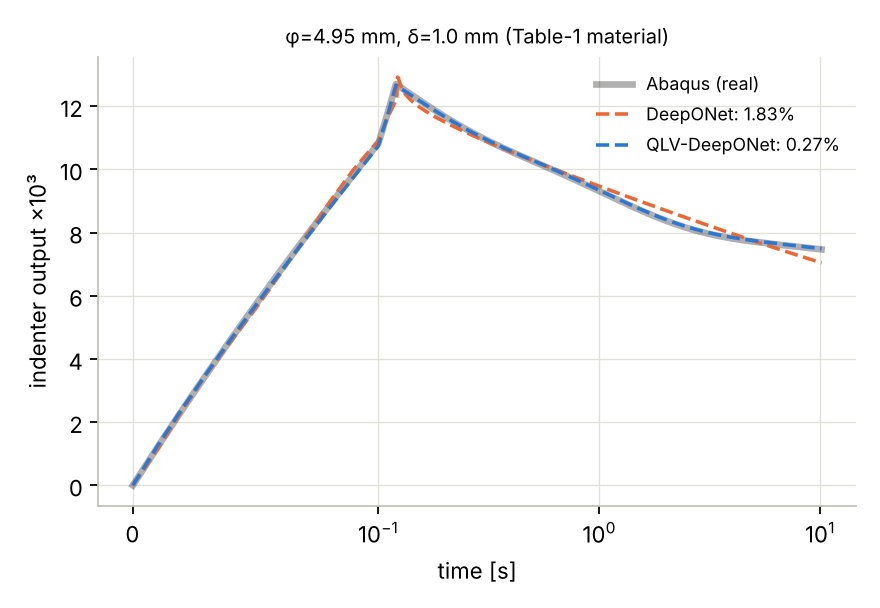 φ=4.95 mm, δ=1.0 mm (Table-1 material)
Abaqus (real)
DeepONet: 1.83%
QLV-DeepONet: 0.27%
indenter output ×10³
12
10
8
6
4
2
0
0
10⁻¹
10⁰
10¹
time [s]